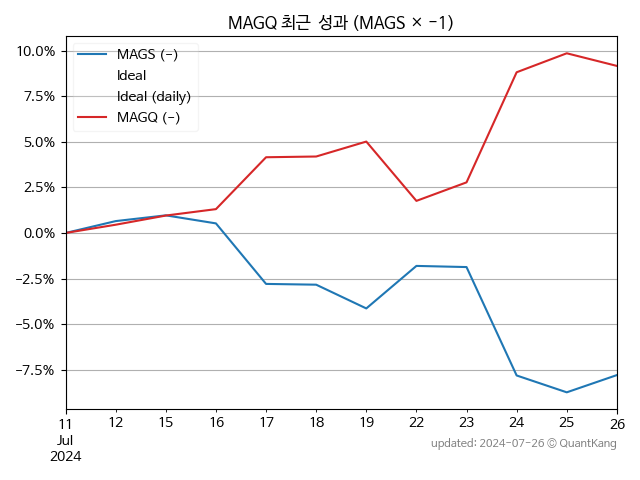 MAGQ 최근 성과 (MAGS × −1)
MAGS (−)
Ideal
Ideal (daily)
MAGQ (−)
10.0%
7.5%
5.0%
2.5%
0.0%
−2.5%
−5.0%
−7.5%
11 12 15 16 17 18 19 22 23 24 25 26
Jul
2024
updated: 2024-07-26 © QuantKang